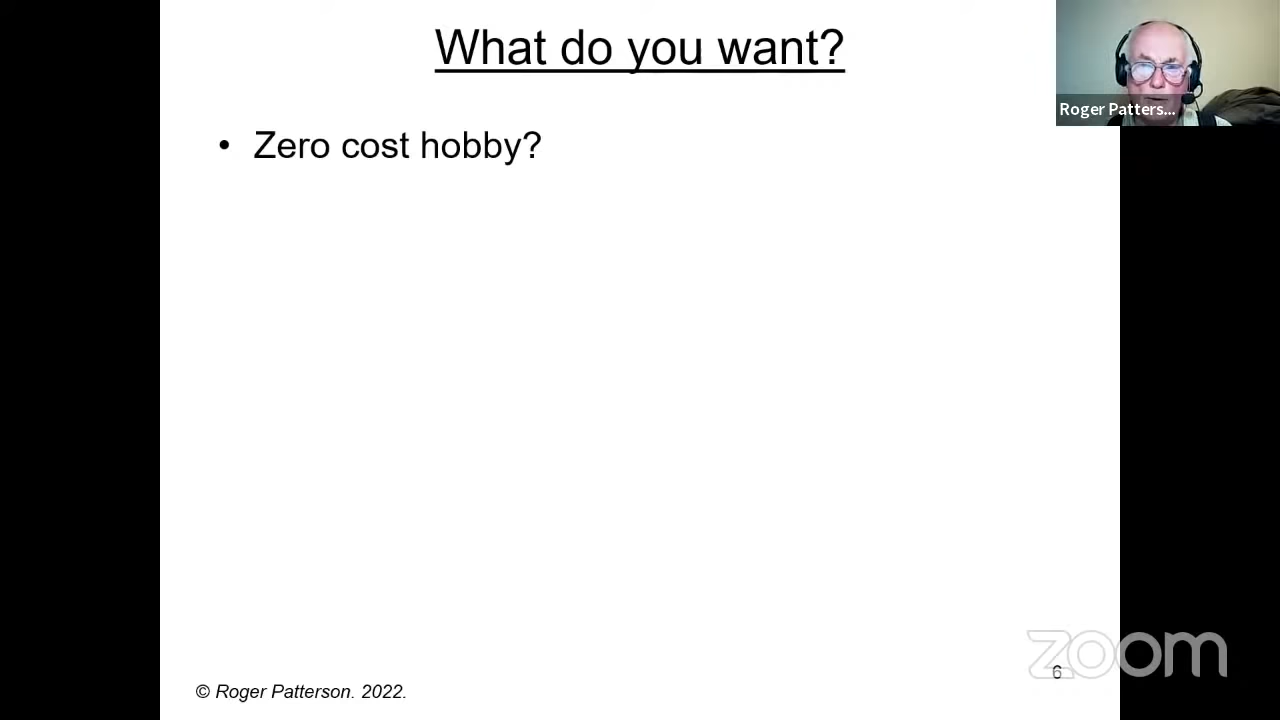 What do you want?
Roger Patters...
• Zero cost hobby?
zoom
6
© Roger Patterson. 2022.